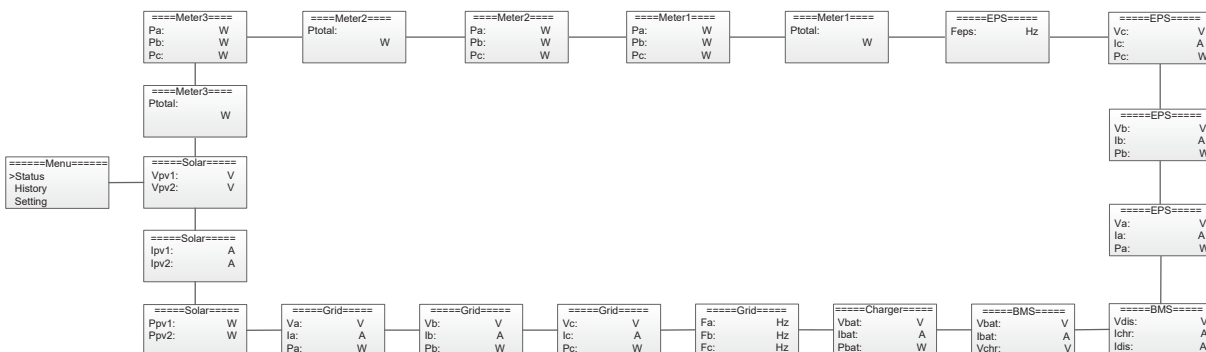 ====Meter3====
Pa: W
Pb: W
Pc: W
====Meter2====
Ptotal:
W
====Meter2====
Pa: W
Pb: W
Pc: W
====Meter1====
Pa: W
Pb: W
Pc: W
====Meter1====
Ptotal:
W
=====EPS=====
Feps: Hz
=====EPS=====
Vc: V
Ic: A
Pc: W
====Meter3====
Ptotal:
W
=====EPS=====
Vb: V
Ib: A
Pb: W
======Menu======
>Status
History
Setting
=====Solar=====
Vpv1: V
Vpv2: V
=====EPS=====
Va: V
Ia: A
Pa: W
=====Solar=====
Ipv1: A
Ipv2: A
=====Solar=====
Ppv1: W
Ppv2: W
=====Grid=====
Va: V
Ia: A
Pa: W
=====Grid=====
Vb: V
Ib: A
Pb: W
=====Grid=====
Vc: V
Ic: A
Pc: W
=====Grid=====
Fa: Hz
Fb: Hz
Fc: Hz
=====Charger=====
Vbat: V
Ibat: A
Pbat: W
=====BMS=====
Vbat: V
Ibat: A
Vchr: V
=====BMS=====
Vdis: V
Ichr: A
Idis: A